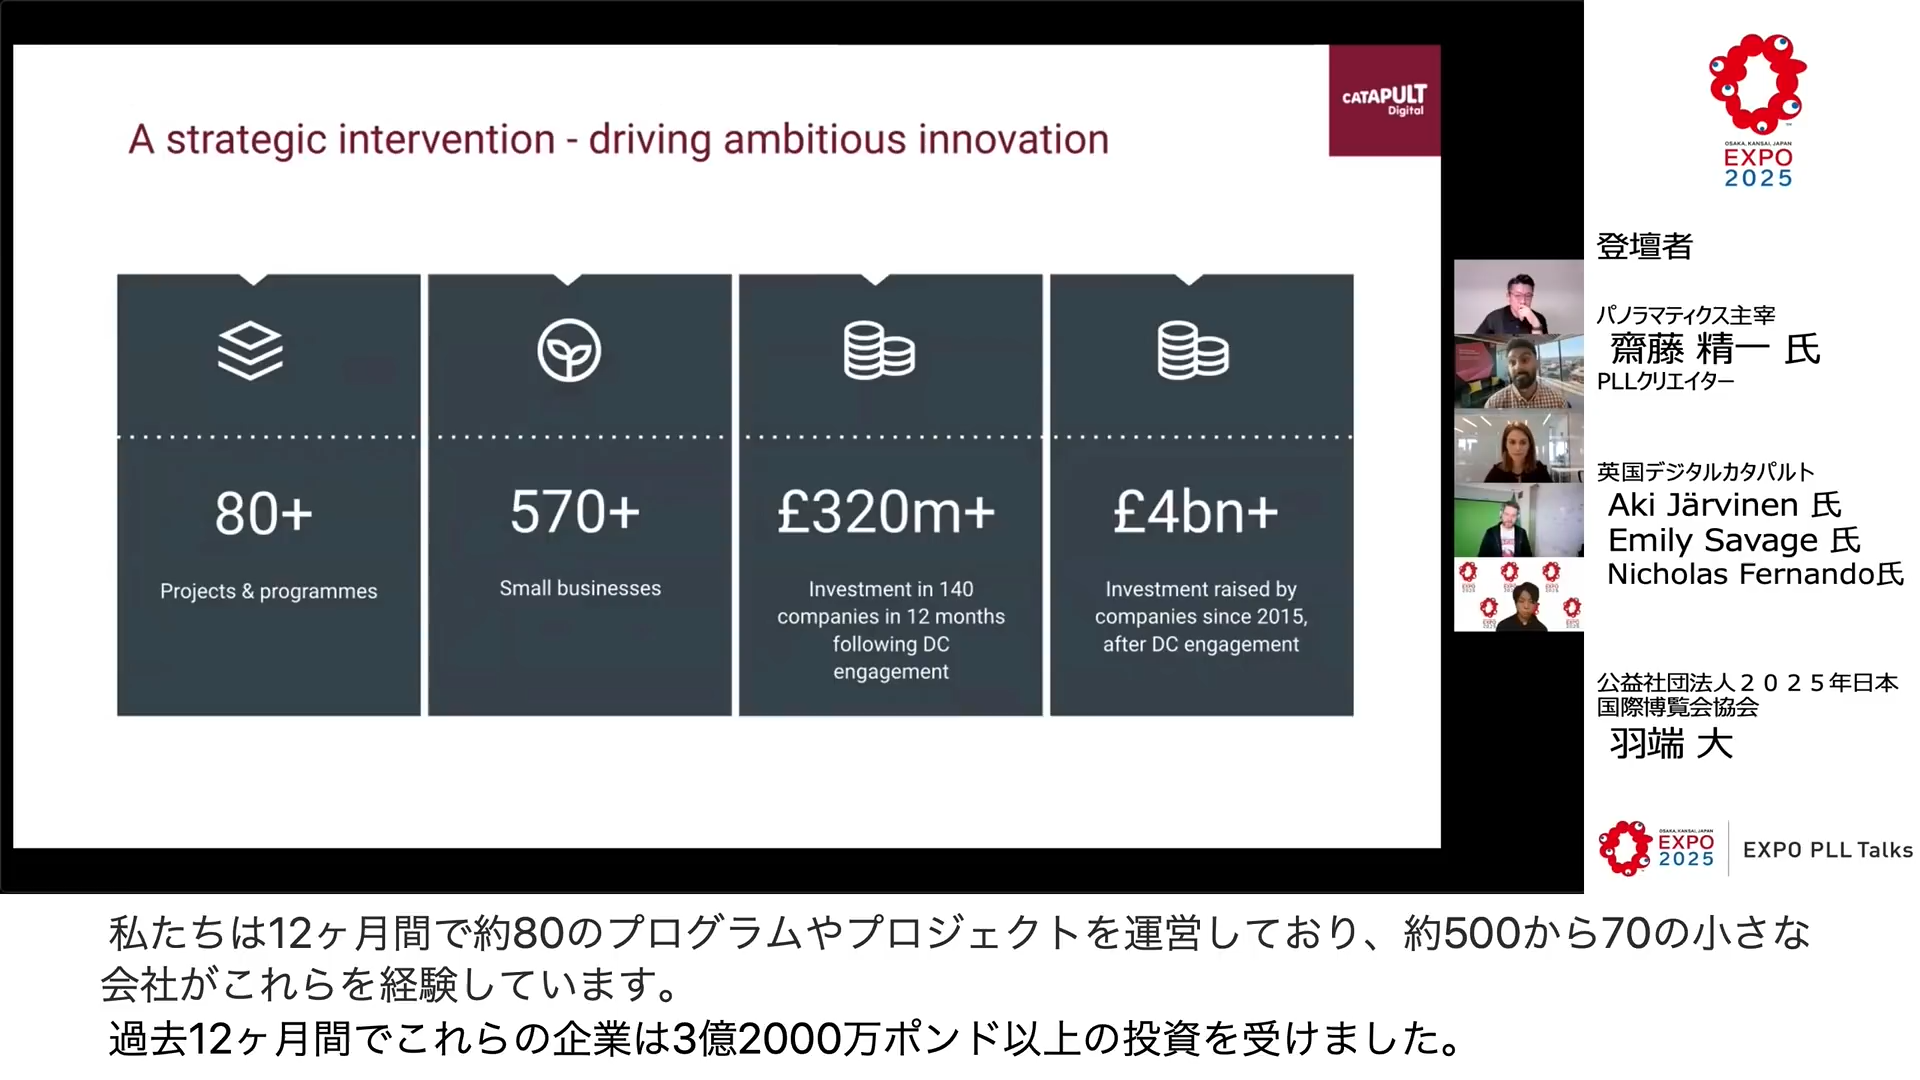 A strategic intervention - driving ambitious innovation
CATAPULT
Digital
80+
Projects & programmes
570+
Small businesses
£320m+
Investment in 140
companies in 12 months
following DC
engagement
£4bn+
Investment raised by
companies since 2015,
after DC engagement
OSAKA, KANSAI, JAPAN
EXPO
2025
登壇者
パノラマティクス主宰
齋藤 精一 氏
PLLクリエイター
英国デジタルカタパルト
Aki Järvinen 氏
Emily Savage 氏
Nicholas Fernando氏
公益社団法人２０２５年日本
国際博覧会協会
羽端 大
OSAKA, KANSAI, JAPAN
EXPO
2025
EXPO PLL Talks
私たちは12ヶ月間で約80のプログラムやプロジェクトを運営しており、約500から70の小さな
会社がこれらを経験しています。
過去12ヶ月間でこれらの企業は3億2000万ポンド以上の投資を受けました。